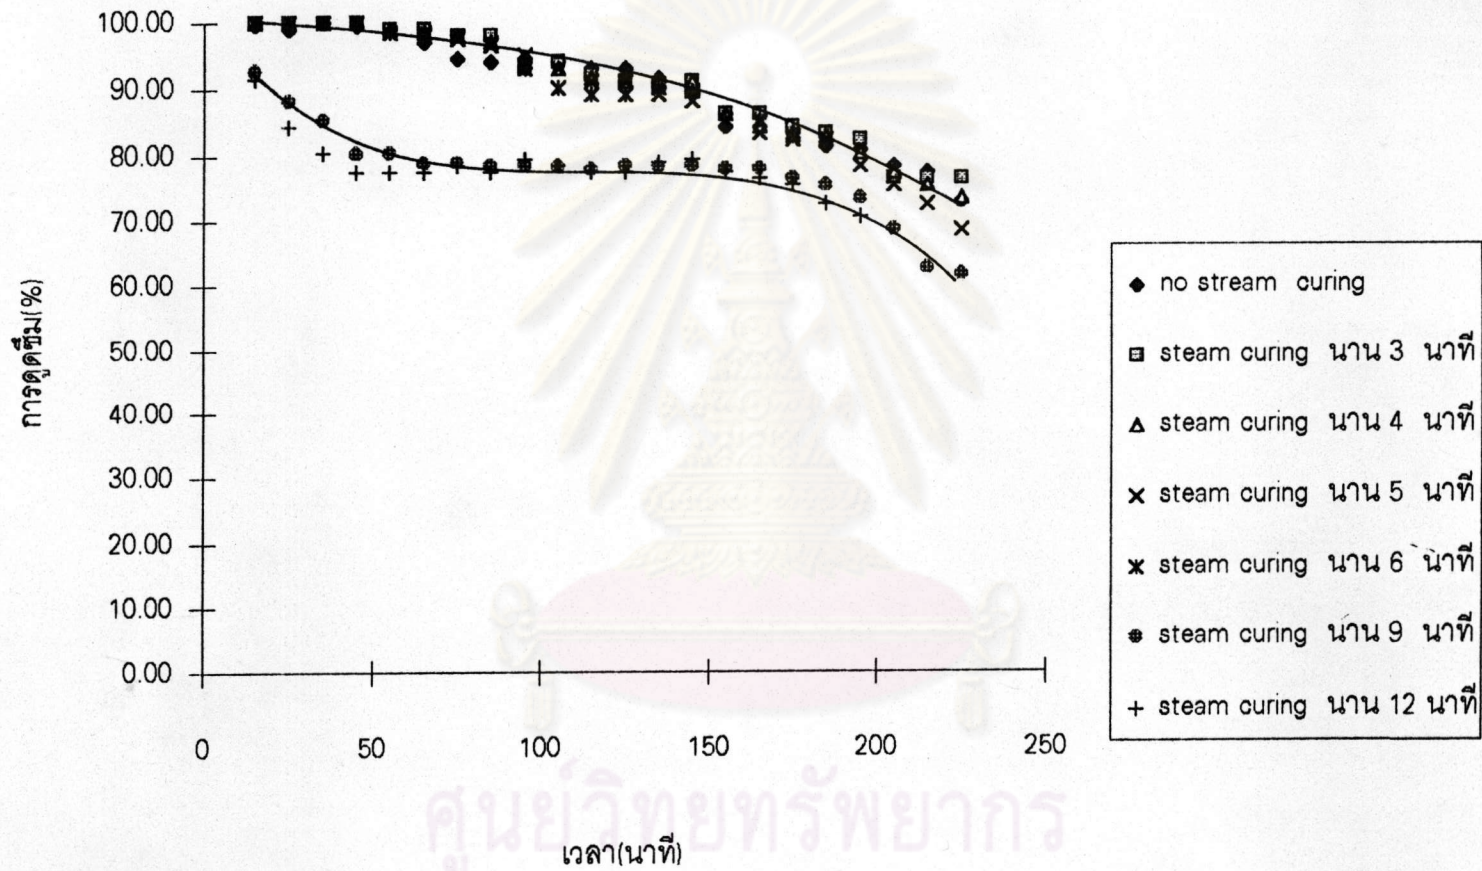 100.00
90.00
80.00
70.00
60.00
50.00
40.00
30.00
20.00
10.00
0.00
การดูดซึม(%)
0 50 100 150 200 250
เวลา(นาที)
no stream curing
steam curing นาน 3 นาที
steam curing นาน 4 นาที
steam curing นาน 5 นาที
steam curing นาน 6 นาที
steam curing นาน 9 นาที
steam curing นาน 12 นาที
ศูนย์วิทยทรัพยากร